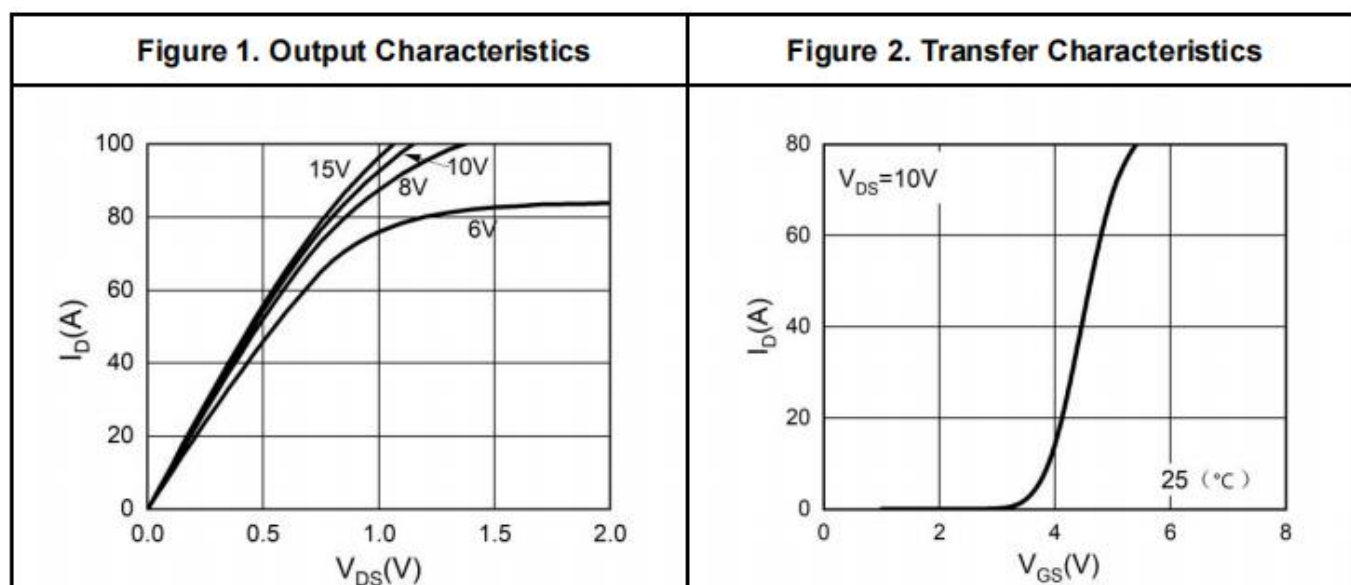 Figure 1. Output Characteristics
Figure 2. Transfer Characteristics
100
80
60
40
20
0
I_D(A)
15V
10V
8V
6V
0.0
0.5
1.0
1.5
2.0
V_DS(V)
80
60
40
20
0
I_D(A)
V_DS=10V
25（℃）
0
2
4
6
8
V_GS(V)